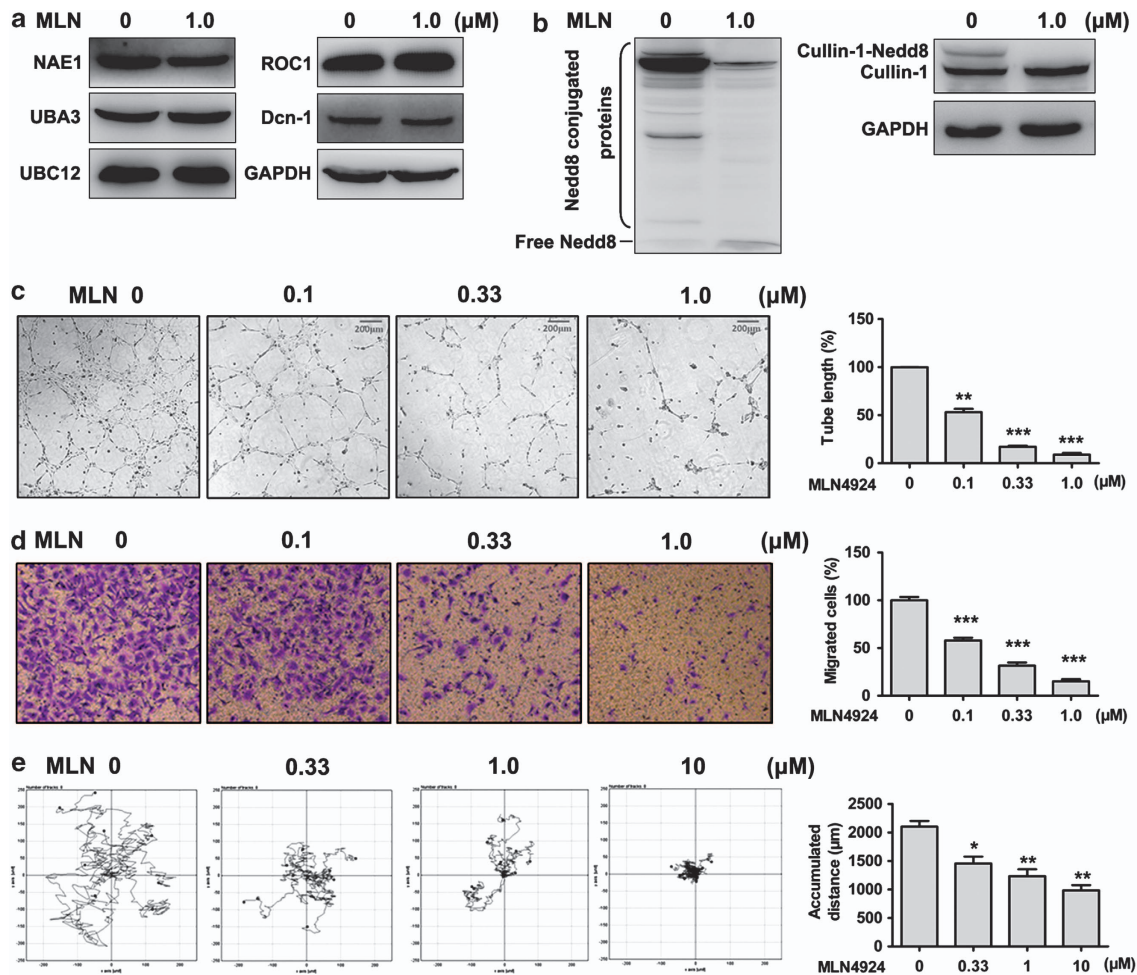 a MLN 0 1.0 (μM)
NAE1
UBA3
UBC12
ROC1
Dcn-1
GAPDH
b MLN 0 1.0
Nedd8 conjugated
proteins
Free Nedd8
0 1.0 (μM)
Cullin-1-Nedd8
Cullin-1
GAPDH
c MLN 0 0.1 0.33 1.0 (μM)
200μm 200μm 200μm
Tube length (%)
150
100
50
0
** *** ***
MLN4924 0 0.1 0.33 1.0 (μM)
d MLN 0 0.1 0.33 1.0 (μM)
Migrated cells (%)
150
100
50
0
*** *** ***
MLN4924 0 0.1 0.33 1.0 (μM)
e MLN 0 0.33 1.0 10 (μM)
Number of tracks: 8
Accumulated
distance (μm)
2500
2000
1500
1000
500
0
* ** **
MLN4924 0 0.33 1 10 (μM)